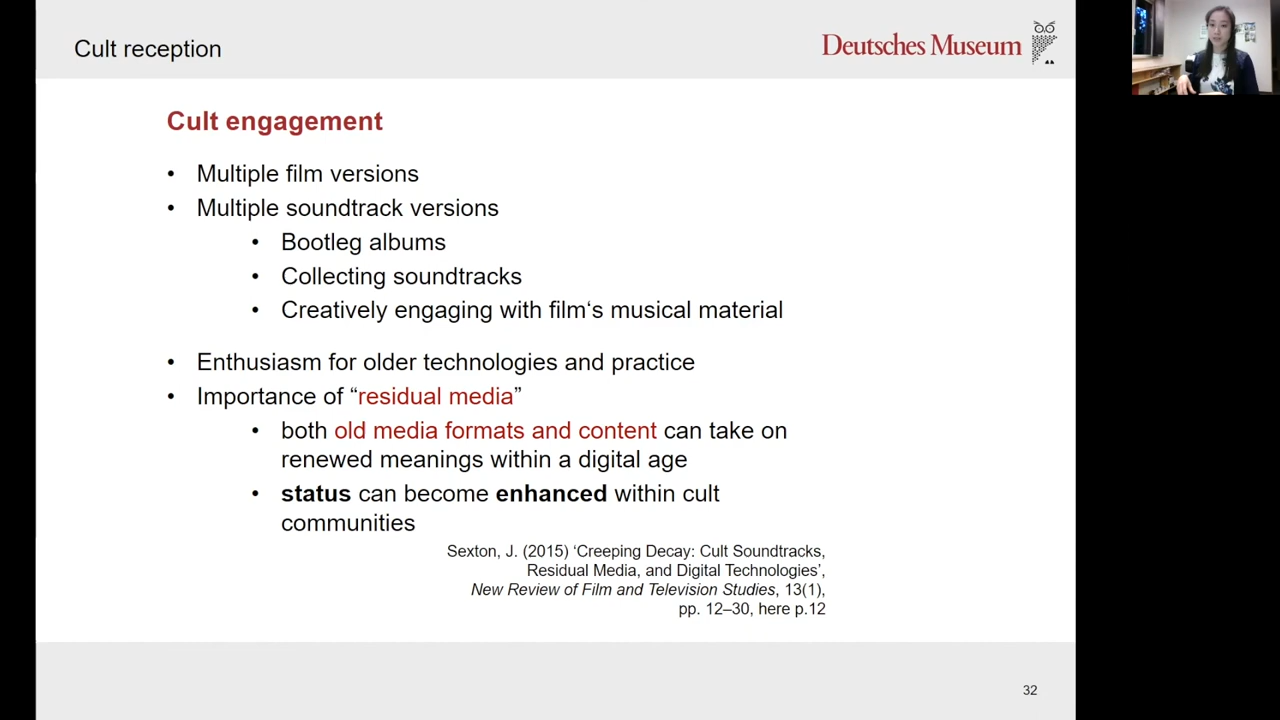 Cult reception
Deutsches Museum
Cult engagement
• Multiple film versions
• Multiple soundtrack versions
• Bootleg albums
• Collecting soundtracks
• Creatively engaging with film‘s musical material
• Enthusiasm for older technologies and practice
• Importance of “residual media”
• both old media formats and content can take on
renewed meanings within a digital age
• status can become enhanced within cult
communities
Sexton, J. (2015) ‘Creeping Decay: Cult Soundtracks,
Residual Media, and Digital Technologies’,
New Review of Film and Television Studies, 13(1),
pp. 12–30, here p.12
32